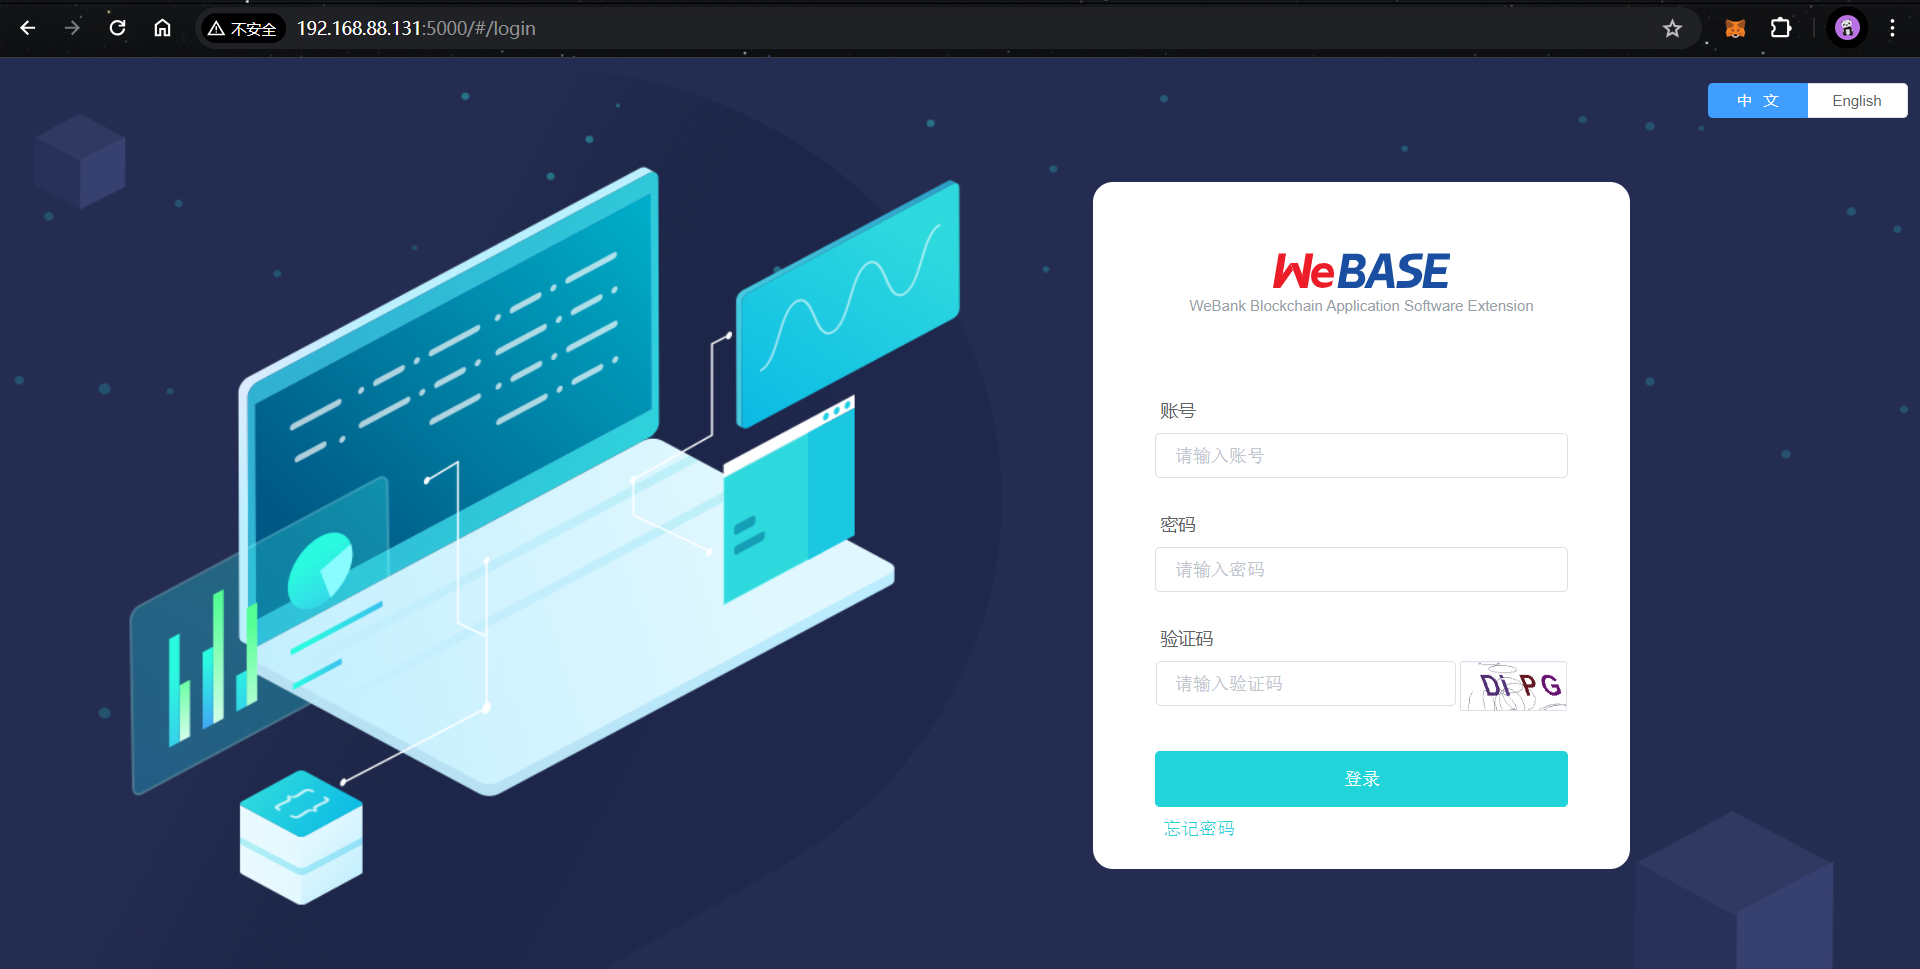 不安全 192.168.88.131:5000/#/login
中 文 English
WeBASE
WeBank Blockchain Application Software Extension
账号
请输入账号
密码
请输入密码
验证码
请输入验证码 DiPG
登录
忘记密码